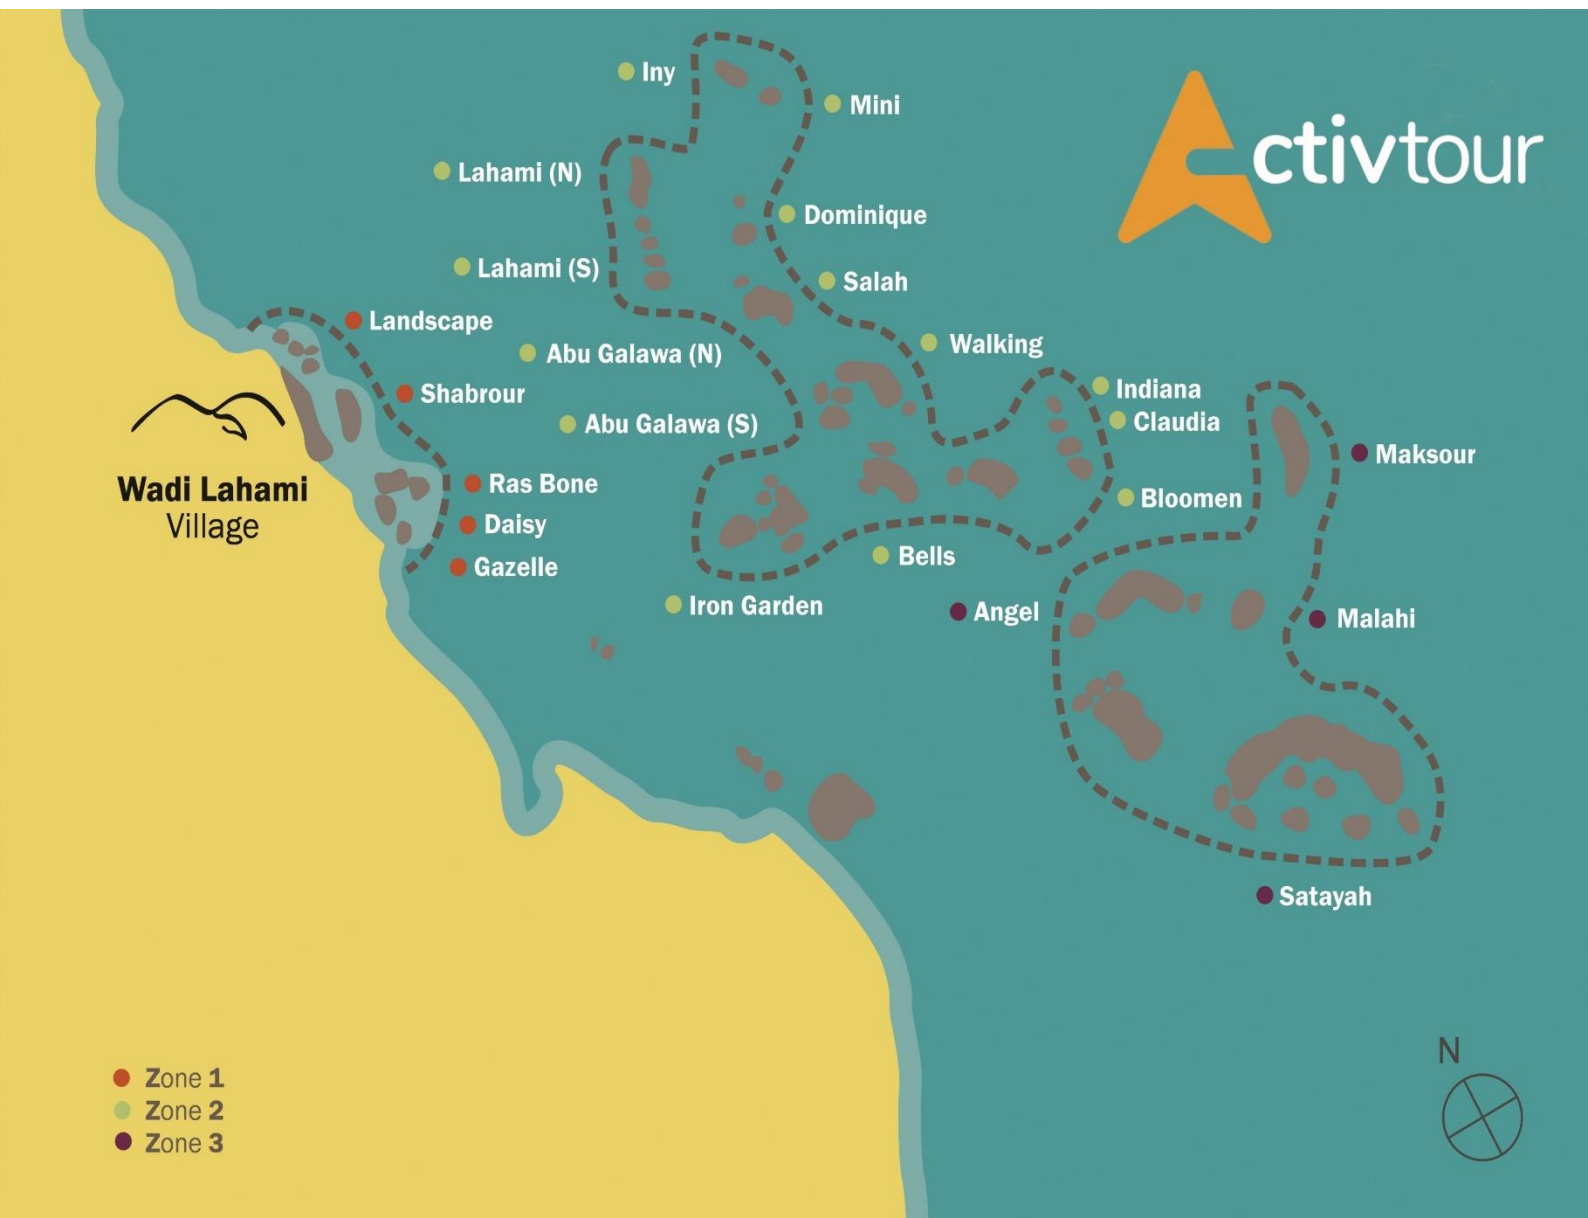 Iny
Mini
ctivtour
Lahami (N)
Dominique
Lahami (S)
Salah
Landscape
Walking
Abu Galawa (N)
Indiana
Shabrour
Claudia
Abu Galawa (S)
Maksour
Wadi Lahami
Village
Ras Bone
Bloomen
Daisy
Bells
Gazelle
Iron Garden
Angel
Malahi
Satayah
N
Zone 1
Zone 2
Zone 3